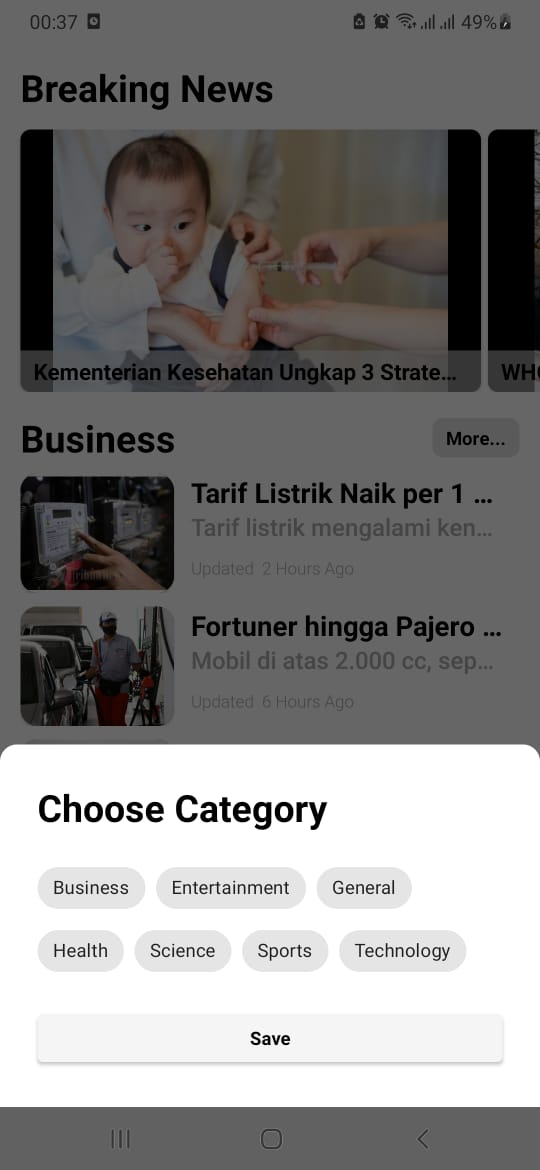 00:37 49%
Breaking News
Kementerian Kesehatan Ungkap 3 Strate... WHO
Business More...
Tarif Listrik Naik per 1 ...
Tarif listrik mengalami ken...
Updated 2 Hours Ago
Fortuner hingga Pajero ...
Mobil di atas 2.000 cc, sep...
Updated 6 Hours Ago
Choose Category
Business Entertainment General
Health Science Sports Technology
Save